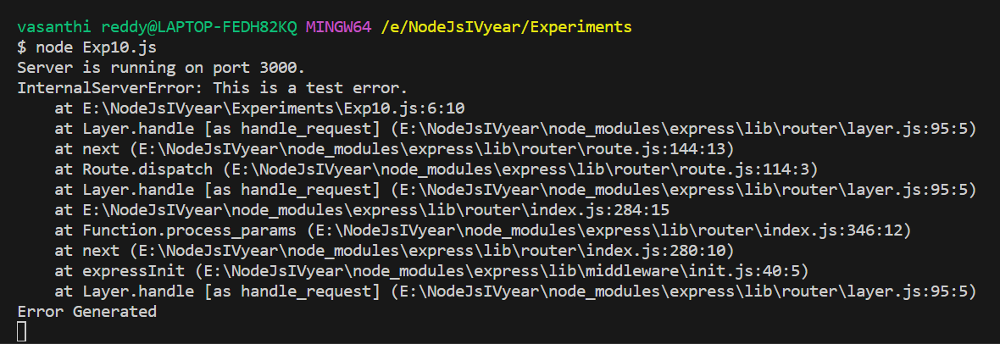 vasanthi reddy@LAPTOP-FEDH82KQ MINGW64 /e/NodeJsIVyear/Experiments
$ node Exp10.js
Server is running on port 3000.
InternalServerError: This is a test error.
    at E:\NodeJsIVyear\Experiments\Exp10.js:6:10
    at Layer.handle [as handle_request] (E:\NodeJsIVyear\node_modules\express\lib\router\layer.js:95:5)
    at next (E:\NodeJsIVyear\node_modules\express\lib\router\route.js:144:13)
    at Route.dispatch (E:\NodeJsIVyear\node_modules\express\lib\router\route.js:114:3)
    at Layer.handle [as handle_request] (E:\NodeJsIVyear\node_modules\express\lib\router\layer.js:95:5)
    at E:\NodeJsIVyear\node_modules\express\lib\router\index.js:284:15
    at Function.process_params (E:\NodeJsIVyear\node_modules\express\lib\router\index.js:346:12)
    at next (E:\NodeJsIVyear\node_modules\express\lib\router\index.js:280:10)
    at expressInit (E:\NodeJsIVyear\node_modules\express\lib\middleware\init.js:40:5)
    at Layer.handle [as handle_request] (E:\NodeJsIVyear\node_modules\express\lib\router\layer.js:95:5)
Error Generated